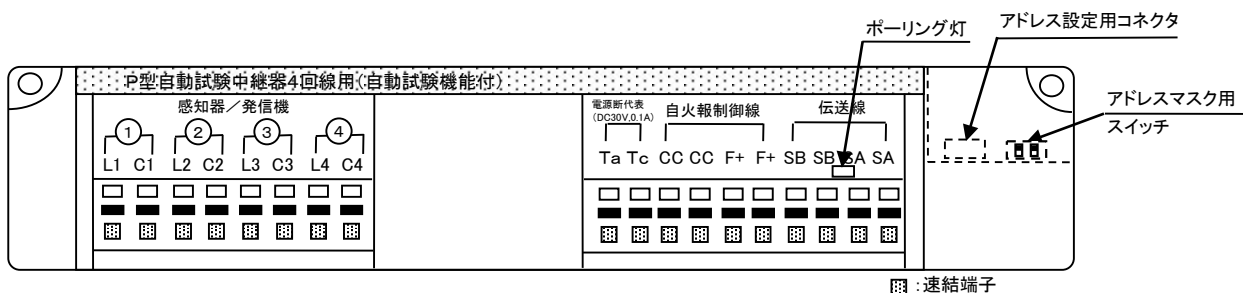 ポーリング灯
アドレス設定用コネクタ
P型自動試験中継器4回線用(自動試験機能付)
感知器/発信機
① ② ③ ④
L1 C1 L2 C2 L3 C3 L4 C4
電源断代表
(DC30V,0.1A)
自火報制御線
伝送線
Ta Tc CC CC F+ F+ SB SB SA SA
アドレスマスク用
スイッチ
:速結端子